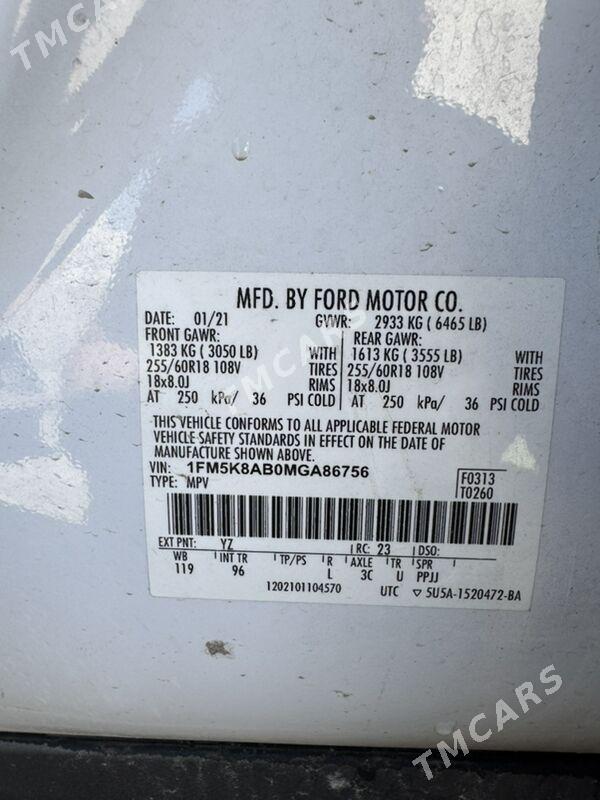 TMCARS
MFD. BY FORD MOTOR CO.
DATE: 01/21 GVWR: 2933 KG ( 6465 LB)
FRONT GAWR: REAR GAWR:
1383 KG ( 3050 LB) WITH 1613 KG ( 3555 LB) WITH
255/60R18 108V TIRES 255/60R18 108V TIRES
18x8.0J RIMS 18x8.0J RIMS
AT 250 kPa/ 36 PSI COLD AT 250 kPa/ 36 PSI COLD
THIS VEHICLE CONFORMS TO ALL APPLICABLE FEDERAL MOTOR
VEHICLE SAFETY STANDARDS IN EFFECT ON THE DATE OF
MANUFACTURE SHOWN ABOVE.
VIN: 1FM5K8AB0MGA86756 F0313
TYPE: MPV T0260
EXT PNT: YZ RC: 23 DSO:
WB INT TR TP/PS R AXLE TR SPR
119 96 L 3C U PPJJ
1202101104570 UTC ▽ 5U5A-1520472-BA
TMCARS
TMCARS